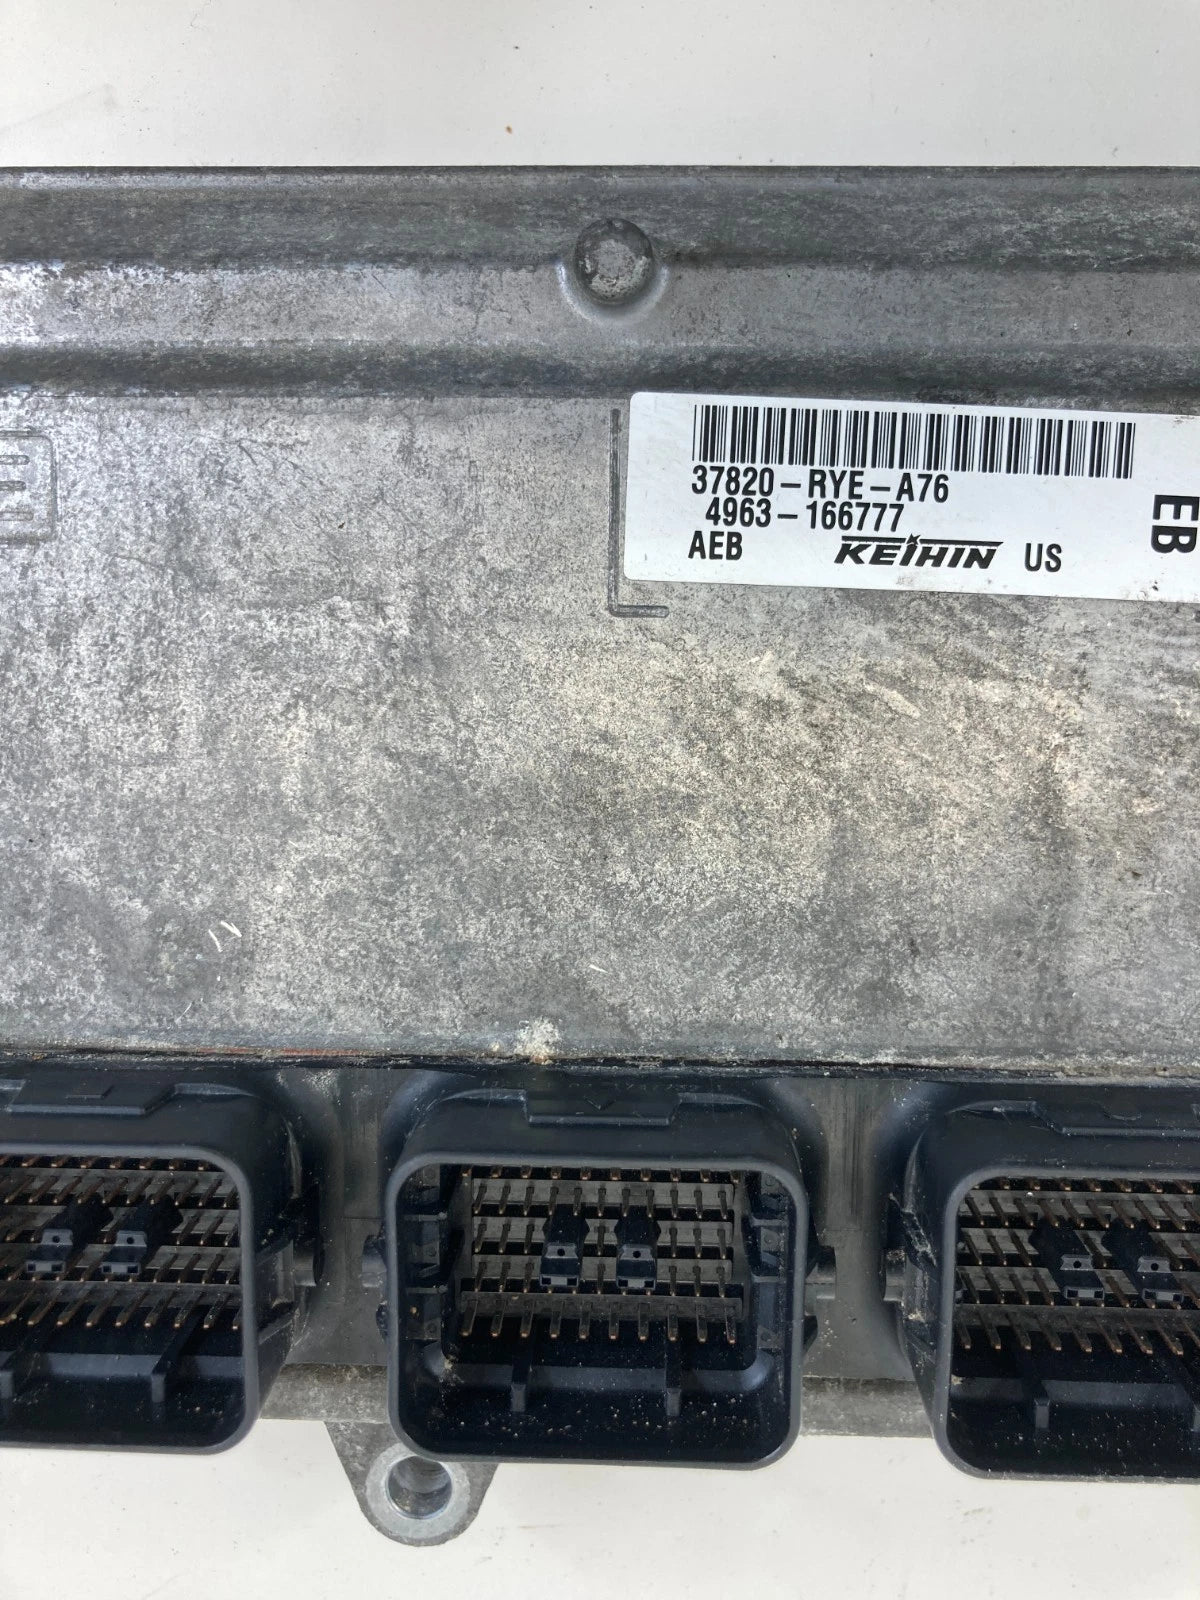 37820-RYE-A76
4963-166777
AEB KEIHIN US
EB